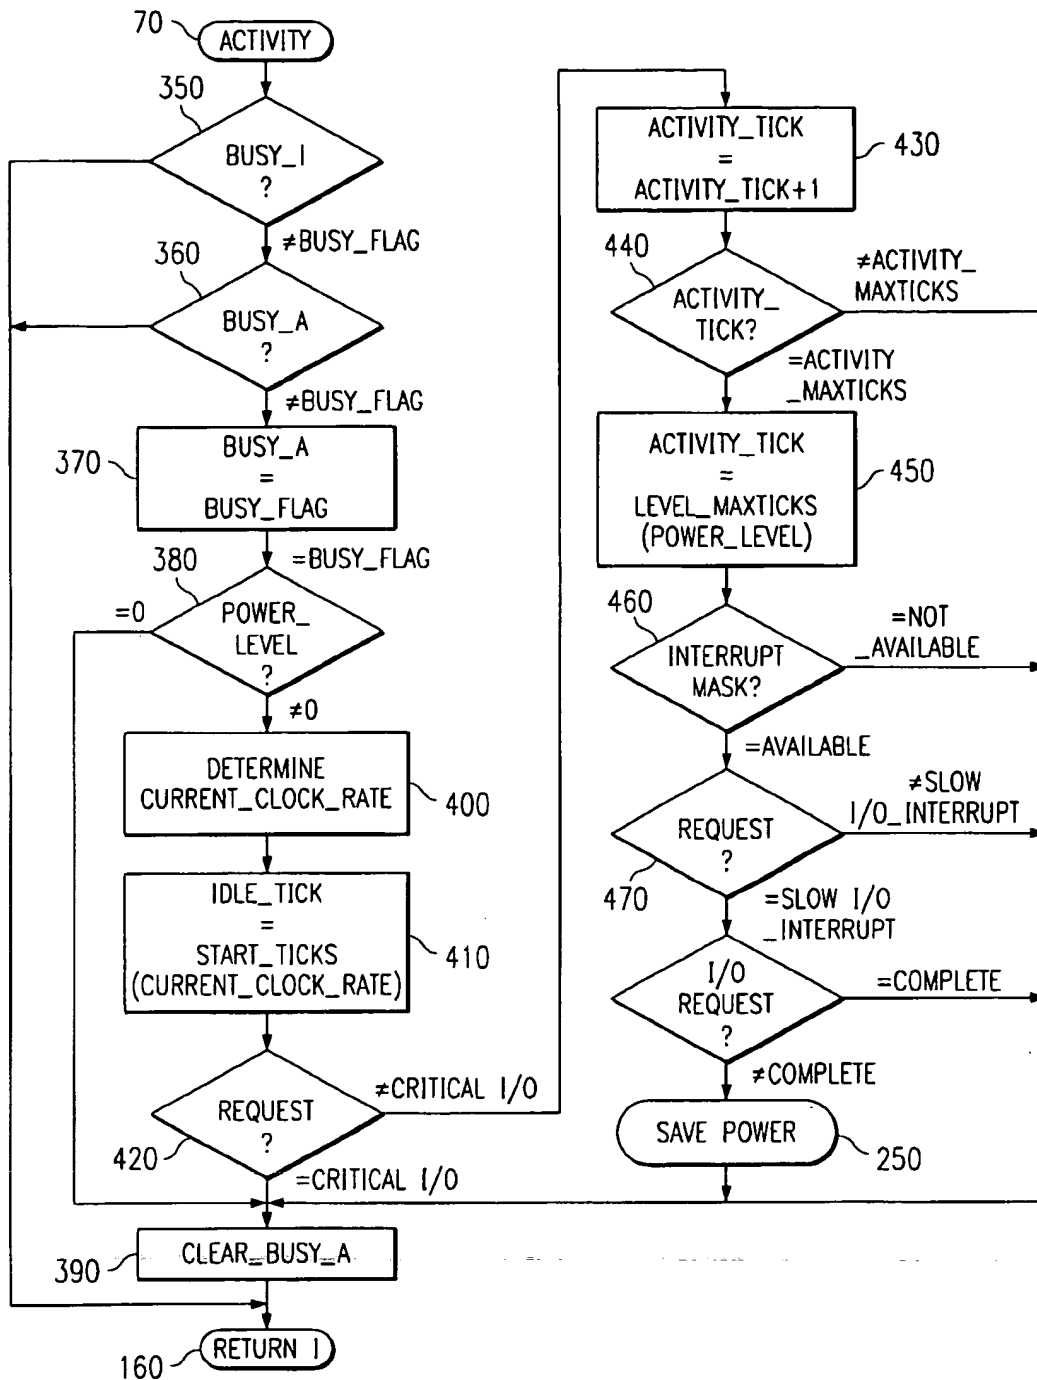 70
ACTIVITY
350
BUSY_I
?
≠BUSY_FLAG
360
BUSY_A
?
≠BUSY_FLAG
370
BUSY_A
=
BUSY_FLAG
=BUSY_FLAG
380
=0
POWER_
LEVEL
?
≠0
DETERMINE
CURRENT_CLOCK_RATE
400
IDLE_TICK
=
START_TICKS
(CURRENT_CLOCK_RATE)
410
≠CRITICAL I/O
REQUEST
?
420
=CRITICAL I/O
CLEAR_BUSY_A
390
RETURN I
160
ACTIVITY_TICK
=
ACTIVITY_TICK+1
430
440
≠ACTIVITY_
MAXTICKS
ACTIVITY_
TICK?
=ACTIVITY
_MAXTICKS
ACTIVITY_TICK
=
LEVEL_MAXTICKS
(POWER_LEVEL)
450
460
=NOT
_AVAILABLE
INTERRUPT
MASK?
=AVAILABLE
≠SLOW
I/O_INTERRUPT
REQUEST
?
470
=SLOW I/O
_INTERRUPT
I/O
REQUEST
?
=COMPLETE
≠COMPLETE
SAVE POWER
250